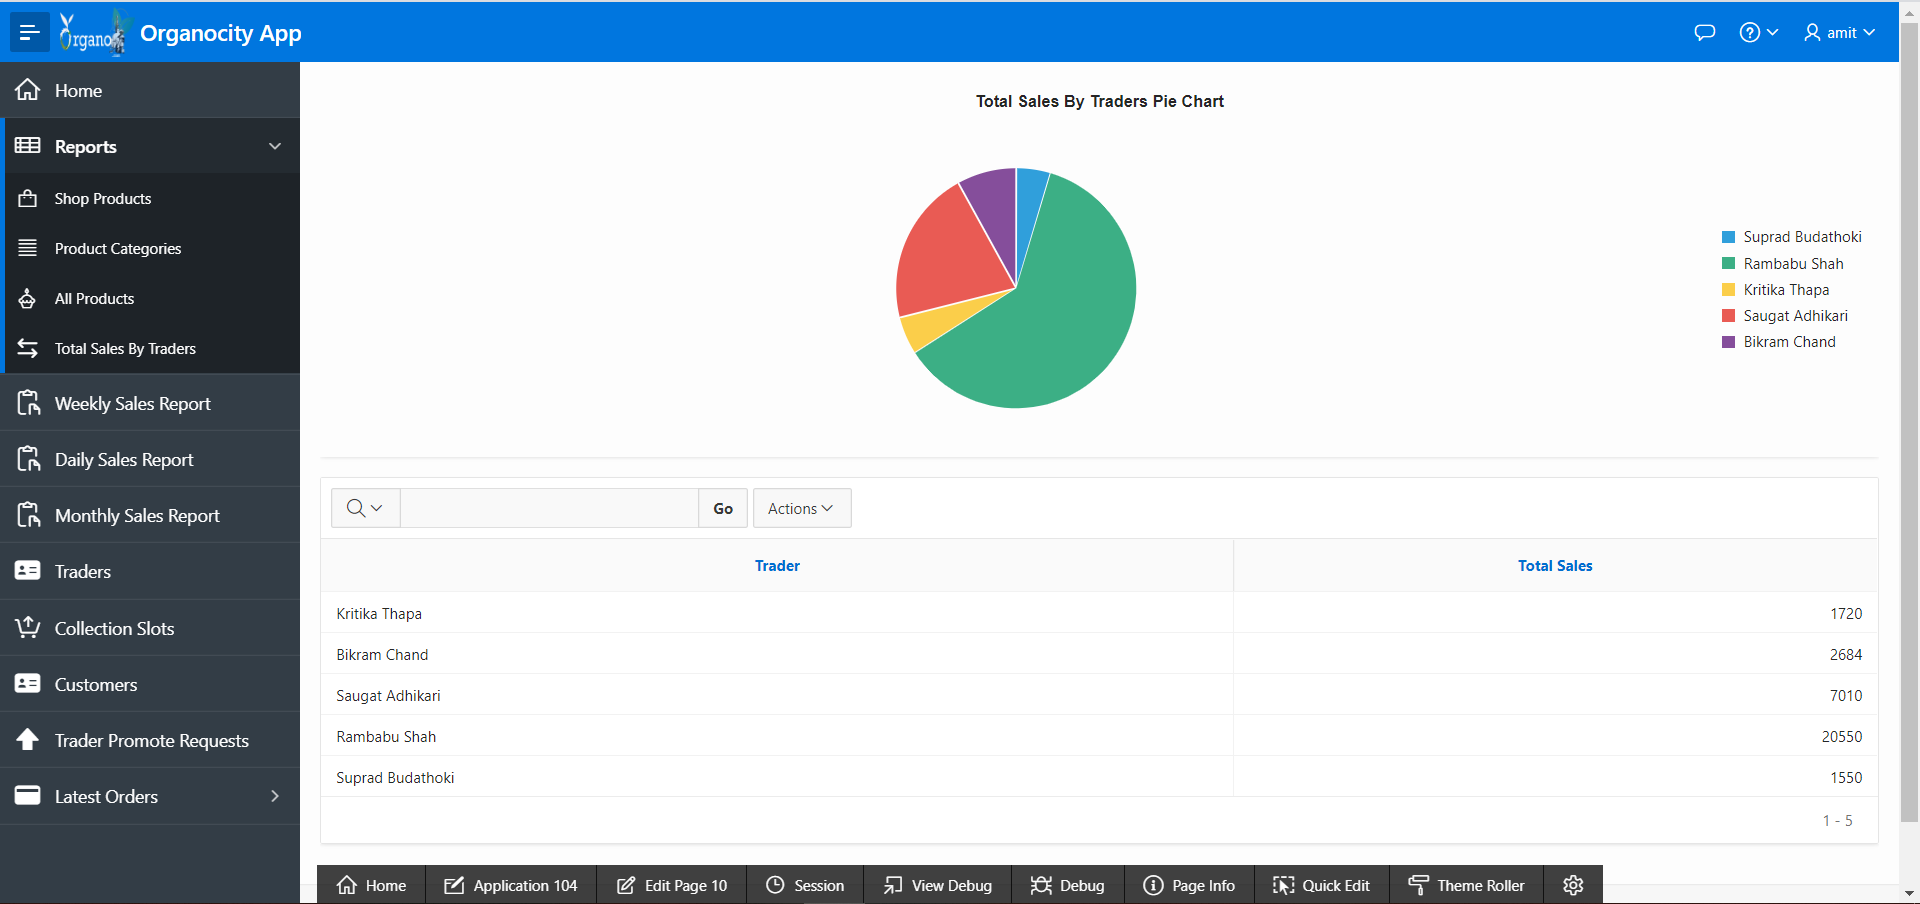 Organo
Organocity App
amit
Home
Reports
Shop Products
Product Categories
All Products
Total Sales By Traders
Weekly Sales Report
Daily Sales Report
Monthly Sales Report
Traders
Collection Slots
Customers
Trader Promote Requests
Latest Orders
Total Sales By Traders Pie Chart
Suprad Budathoki
Rambabu Shah
Kritika Thapa
Saugat Adhikari
Bikram Chand
Go Actions
Trader Total Sales
Kritika Thapa 1720
Bikram Chand 2684
Saugat Adhikari 7010
Rambabu Shah 20550
Suprad Budathoki 1550
1 - 5
Home Application 104 Edit Page 10 Session View Debug Debug Page Info Quick Edit Theme Roller